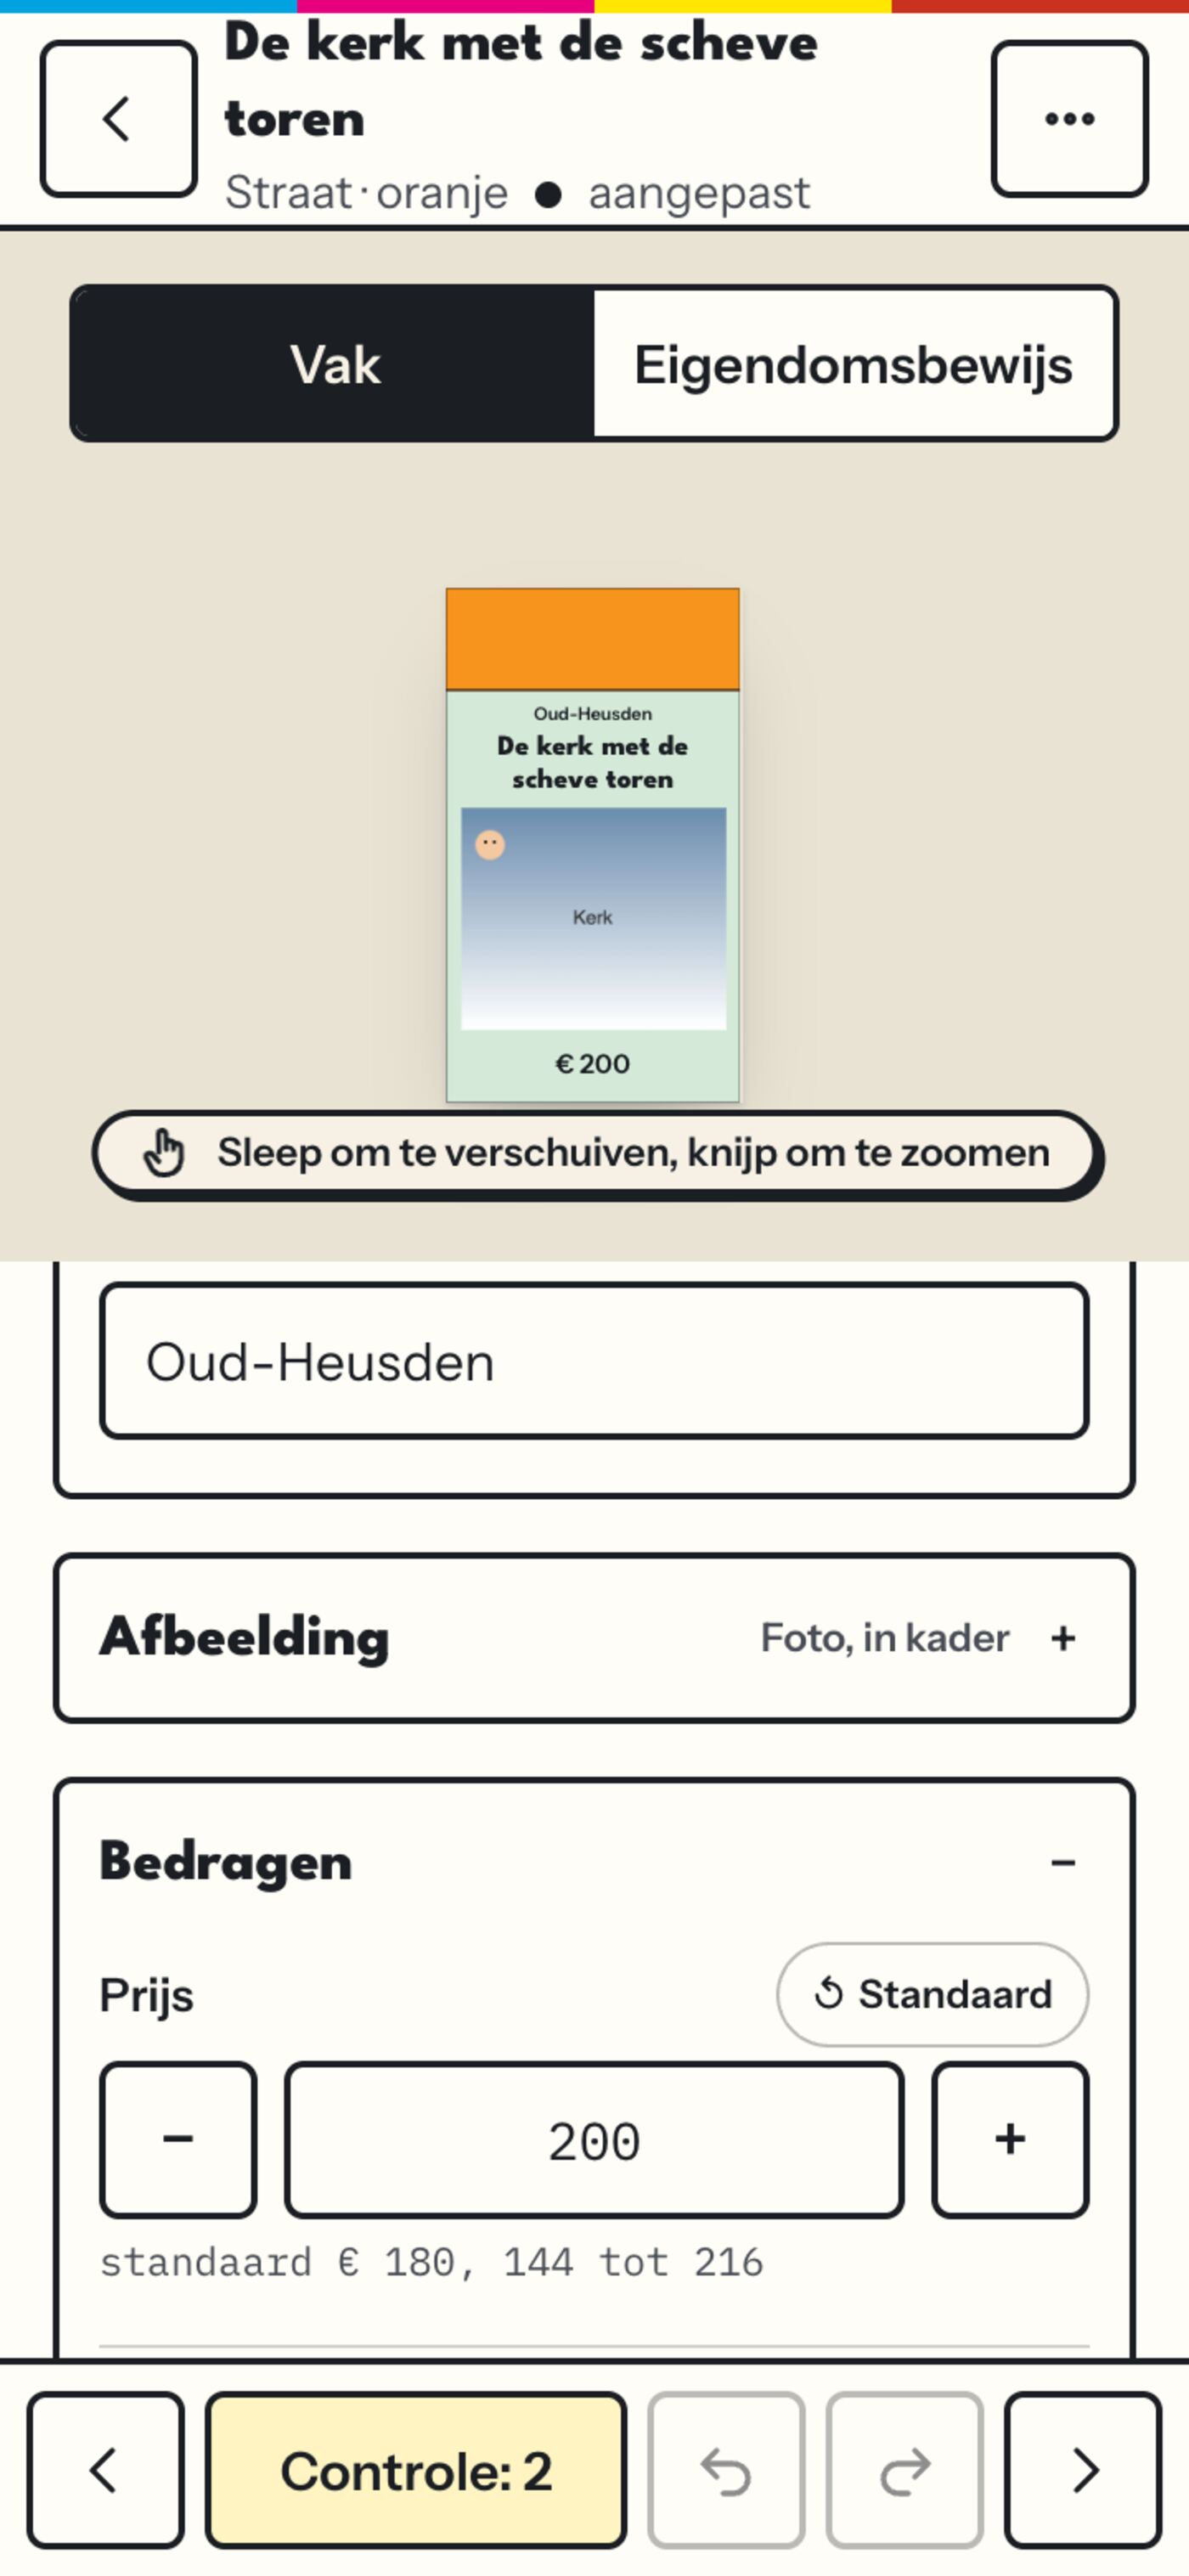 De kerk met de scheve
toren
Straat · oranje ● aangepast
Vak
Eigendomsbewijs
Oud-Heusden
De kerk met de
scheve toren
Kerk
€ 200
Sleep om te verschuiven, knijp om te zoomen
Oud-Heusden
Afbeelding
Foto, in kader +
Bedragen
−
Prijs
Standaard
− 200 +
standaard € 180, 144 tot 216
Controle: 2